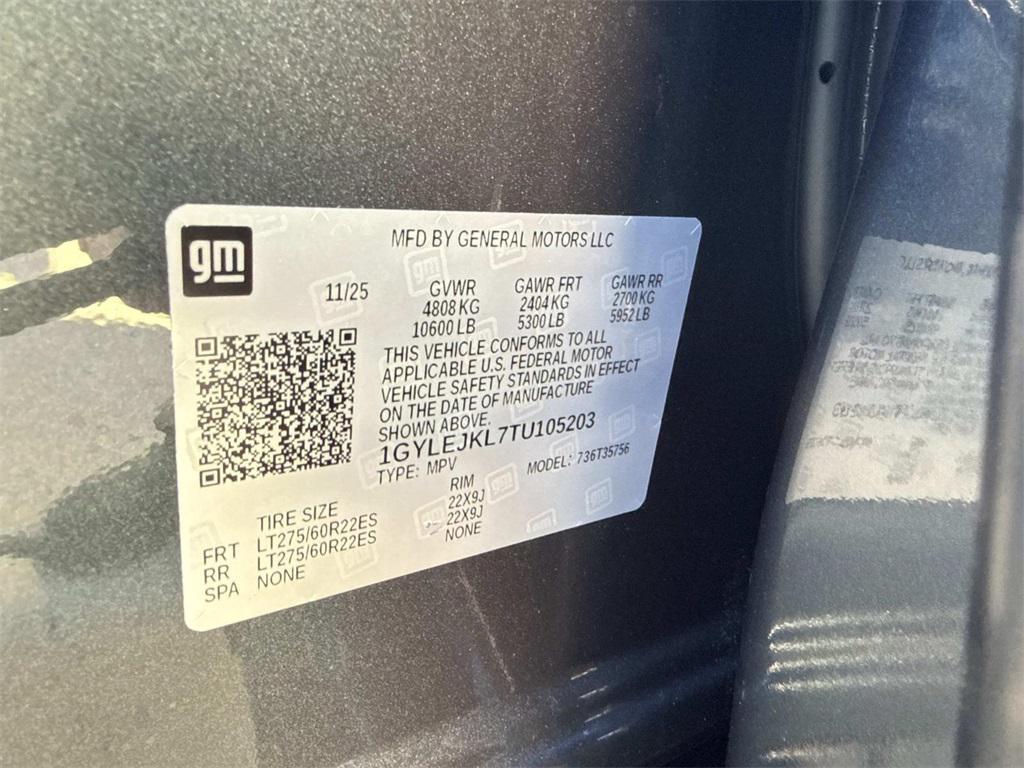 gm
MFD BY GENERAL MOTORS LLC
11/25 GVWR GAWR FRT GAWR RR
4808 KG 2404 KG 2700 KG
10600 LB 5300 LB 5952 LB
THIS VEHICLE CONFORMS TO ALL
APPLICABLE U.S. FEDERAL MOTOR
VEHICLE SAFETY STANDARDS IN EFFECT
ON THE DATE OF MANUFACTURE
SHOWN ABOVE.
1GYLEJKL7TU105203
TYPE: MPV MODEL: 736T35756
TIRE SIZE RIM
FRT LT275/60R22ES 22X9J
RR LT275/60R22ES 22X9J
SPA NONE NONE